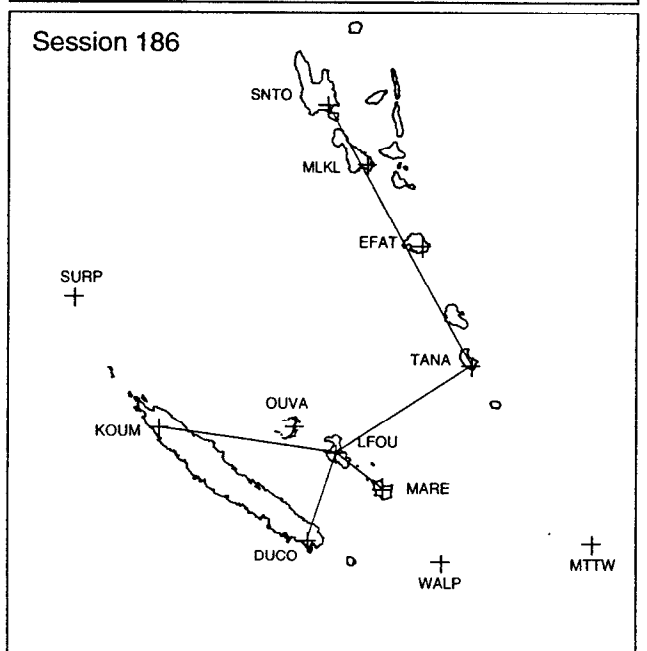 Session 186
SNTO
MLKL
EFAT
SURP
TANA
OUVA
KOUM
LFOU
MARE
DUCO
WALP
MTTW